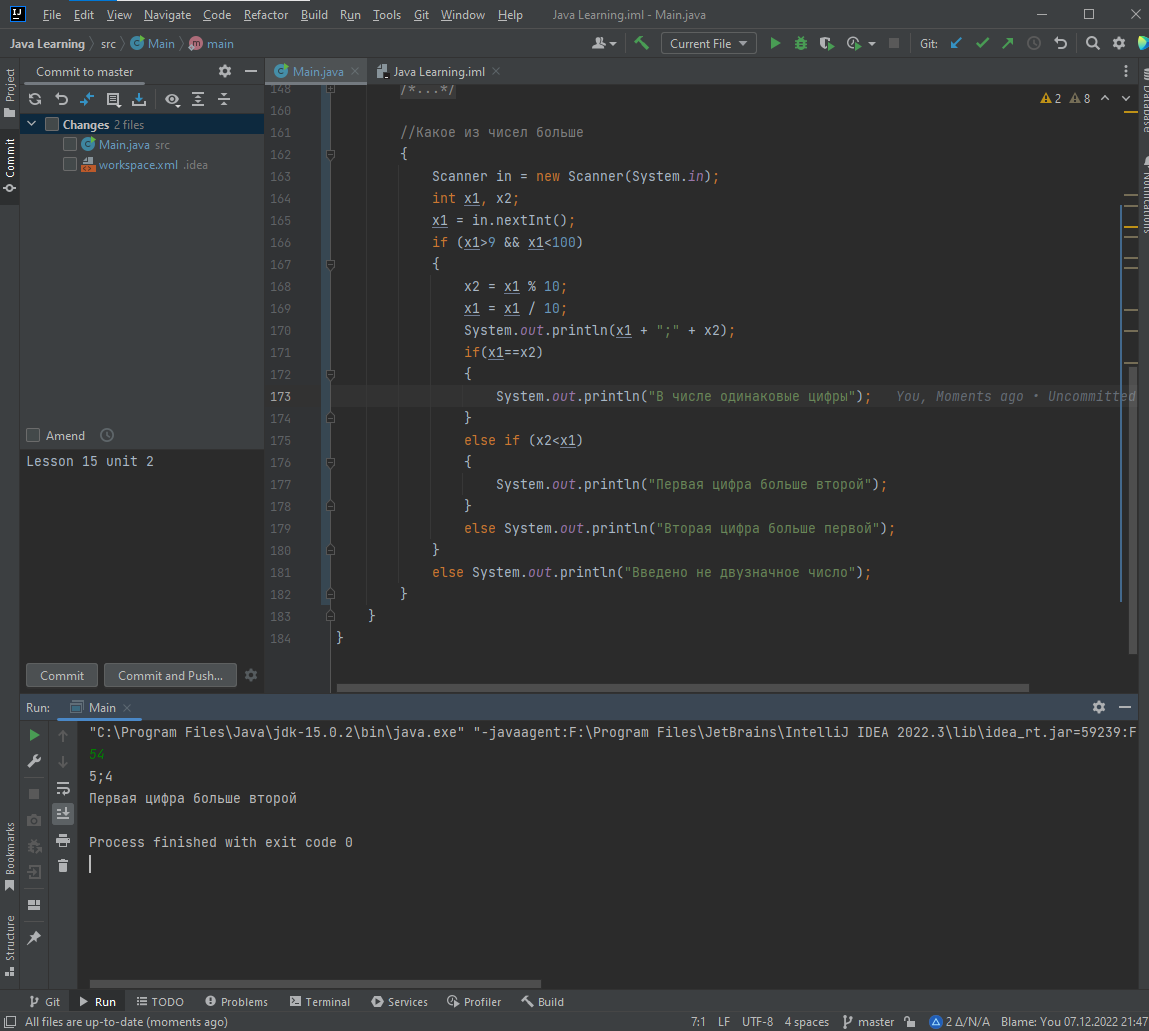 File Edit View Navigate Code Refactor Build Run Tools Git Window Help Java Learning.iml - Main.java
Java Learning src Main main Current File Git:
Project
Commit
Bookmarks
Structure
Commit to master
Changes 2 files
Main.java src
workspace.xml .idea
Amend
Lesson 15 unit 2
Commit Commit and Push...
Main.java Java Learning.iml
2 8
148 /*...*/
160
161 //Какое из чисел больше
162 {
163 Scanner in = new Scanner(System.in);
164 int x1, x2;
165 x1 = in.nextInt();
166 if (x1>9 && x1<100)
167 {
168 x2 = x1 % 10;
169 x1 = x1 / 10;
170 System.out.println(x1 + ";" + x2);
171 if(x1==x2)
172 {
173 System.out.println("В числе одинаковые цифры"); You, Moments ago • Uncommitted
174 }
175 else if (x2<x1)
176 {
177 System.out.println("Первая цифра больше второй");
178 }
179 else System.out.println("Вторая цифра больше первой");
180 }
181 else System.out.println("Введено не двузначное число");
182 }
183 }
184 }
Database
Notifications
Run: Main
"C:\Program Files\Java\jdk-15.0.2\bin\java.exe" "-javaagent:F:\Program Files\JetBrains\IntelliJ IDEA 2022.3\lib\idea_rt.jar=59239:F
54
5;4
Первая цифра больше второй
Process finished with exit code 0
Git Run TODO Problems Terminal Services Profiler Build
All files are up-to-date (moments ago) 7:1 LF UTF-8 4 spaces master 2 Δ/N/A Blame: You 07.12.2022 21:47